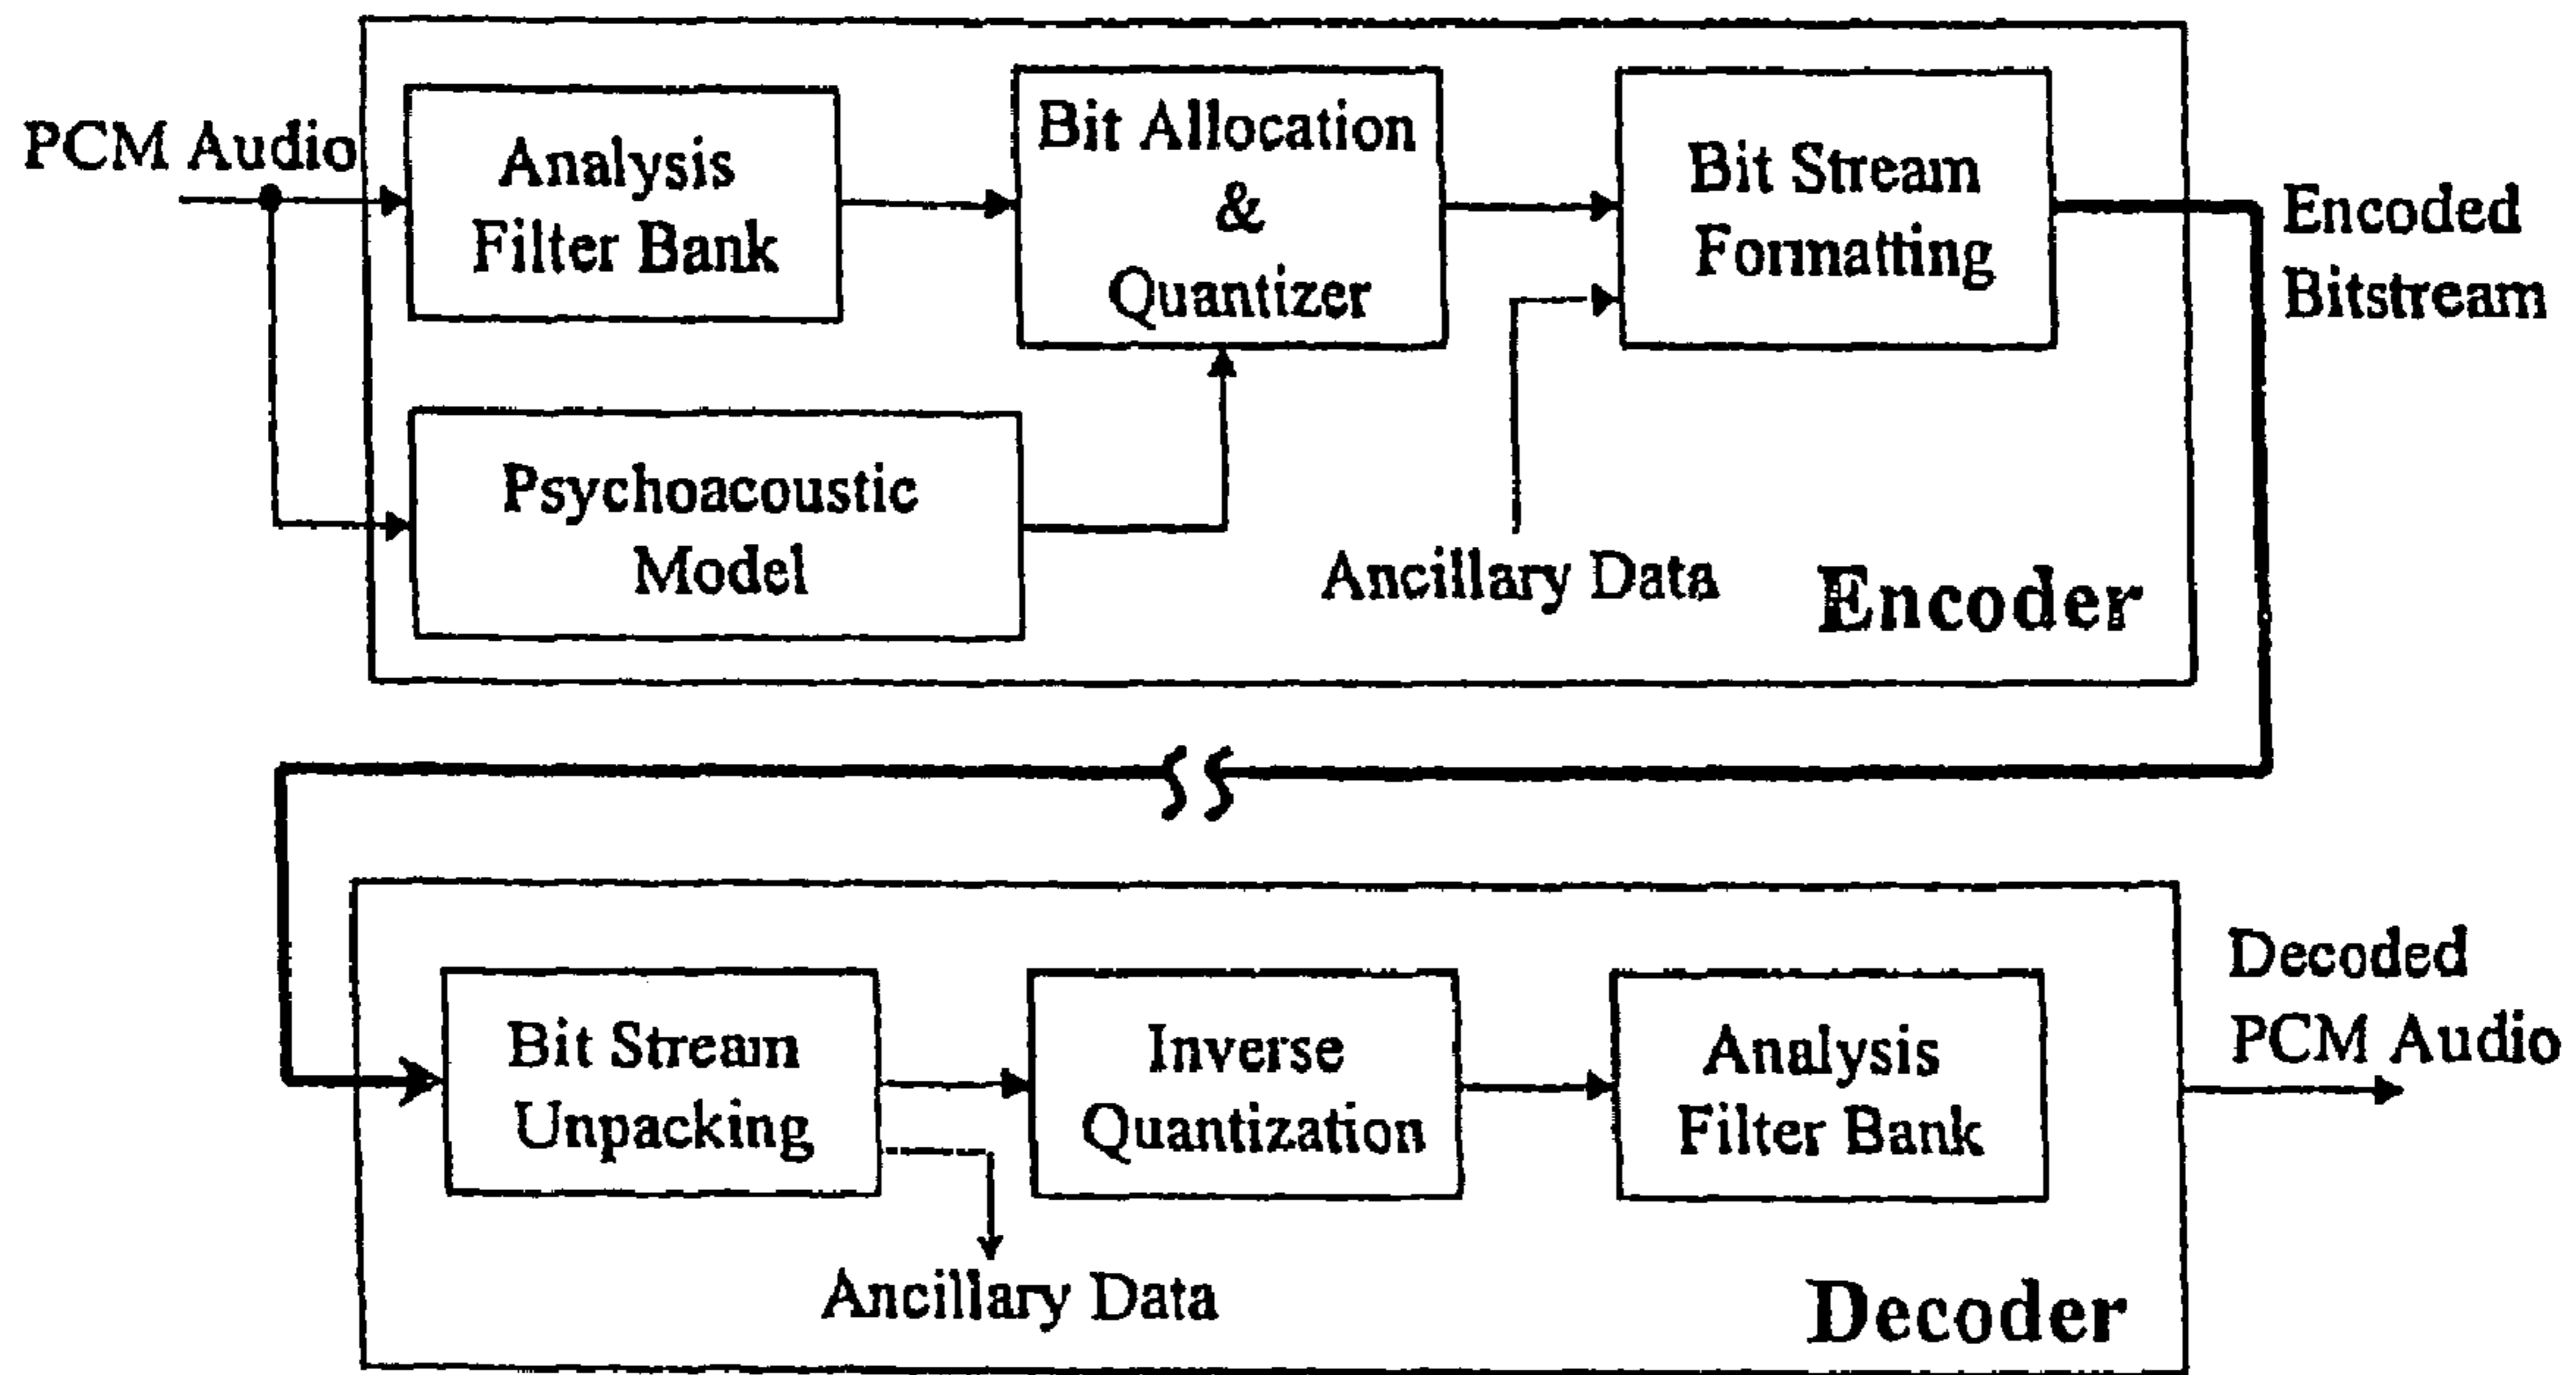 PCM Audio
Analysis
Filter Bank
Bit Allocation
&
Quantizer
Bit Stream
Formatting
Encoded
Bitstream
Psychoacoustic
Model
Ancillary Data
Encoder
Bit Stream
Unpacking
Inverse
Quantization
Analysis
Filter Bank
Decoded
PCM Audio
Ancillary Data
Decoder